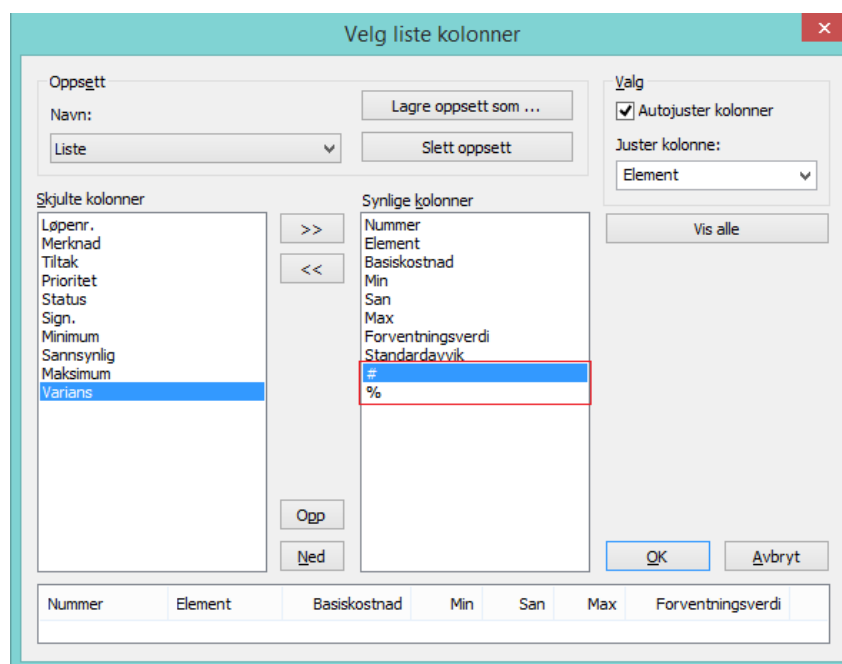 Velg liste kolonner
Oppsett
Navn:
Liste
Lagre oppsett som ...
Slett oppsett
Valg
Autojuster kolonner
Juster kolonne:
Element
Vis alle
Skjulte kolonner
Løpenr.
Merknad
Tiltak
Prioritet
Status
Sign.
Minimum
Sannsynlig
Maksimum
Varians
>>
<<
Opp
Ned
Synlige kolonner
Nummer
Element
Basiskostnad
Min
San
Max
Forventningsverdi
Standardavvik
#
%
OK
Avbryt
Nummer Element Basiskostnad Min San Max Forventningsverdi